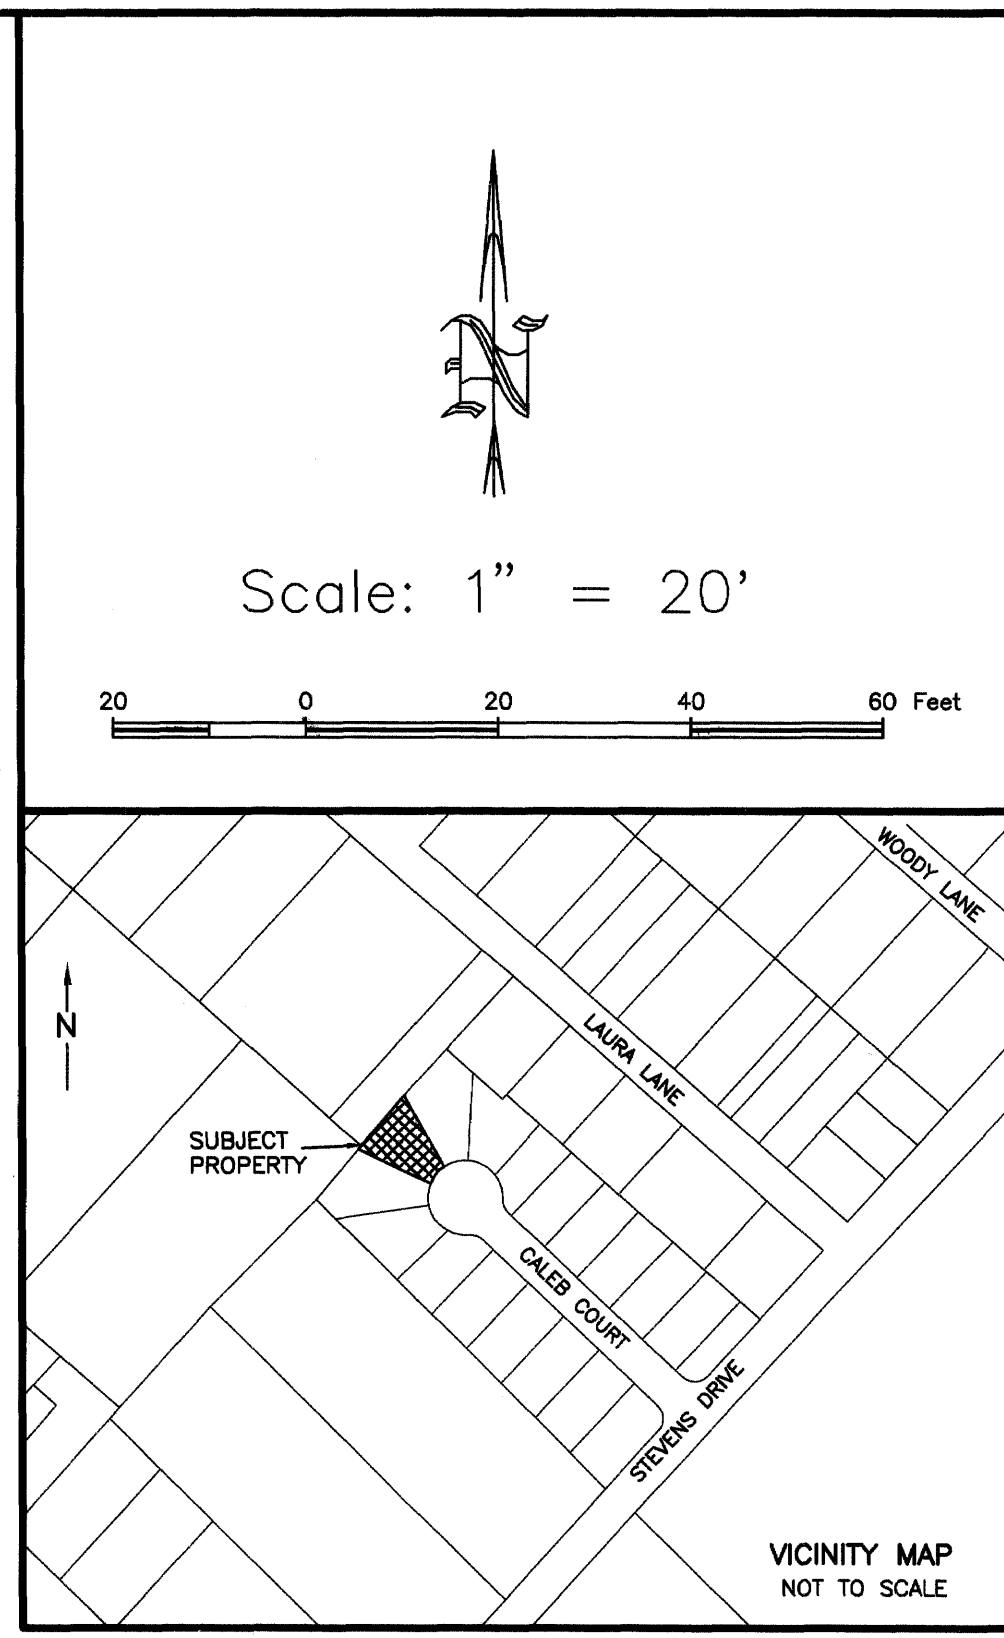 N
Scale: 1" = 20'
20 0 20 40 60 Feet
WOODY LANE
N
LAURA LANE
SUBJECT
PROPERTY
CALEB COURT
STEVENS DRIVE
VICINITY MAP
NOT TO SCALE